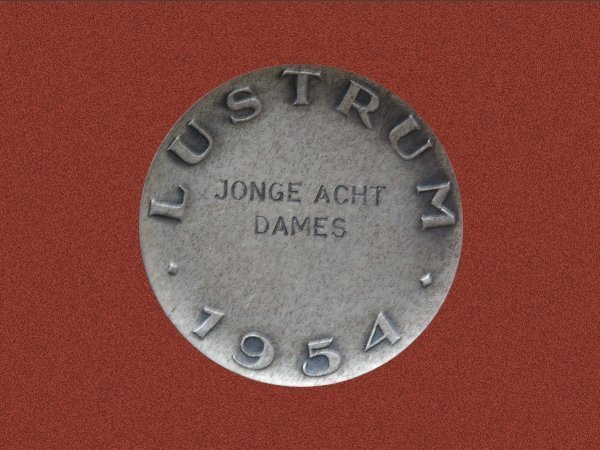 LUSTRUM
JONGE ACHT
DAMES
· 1954 ·